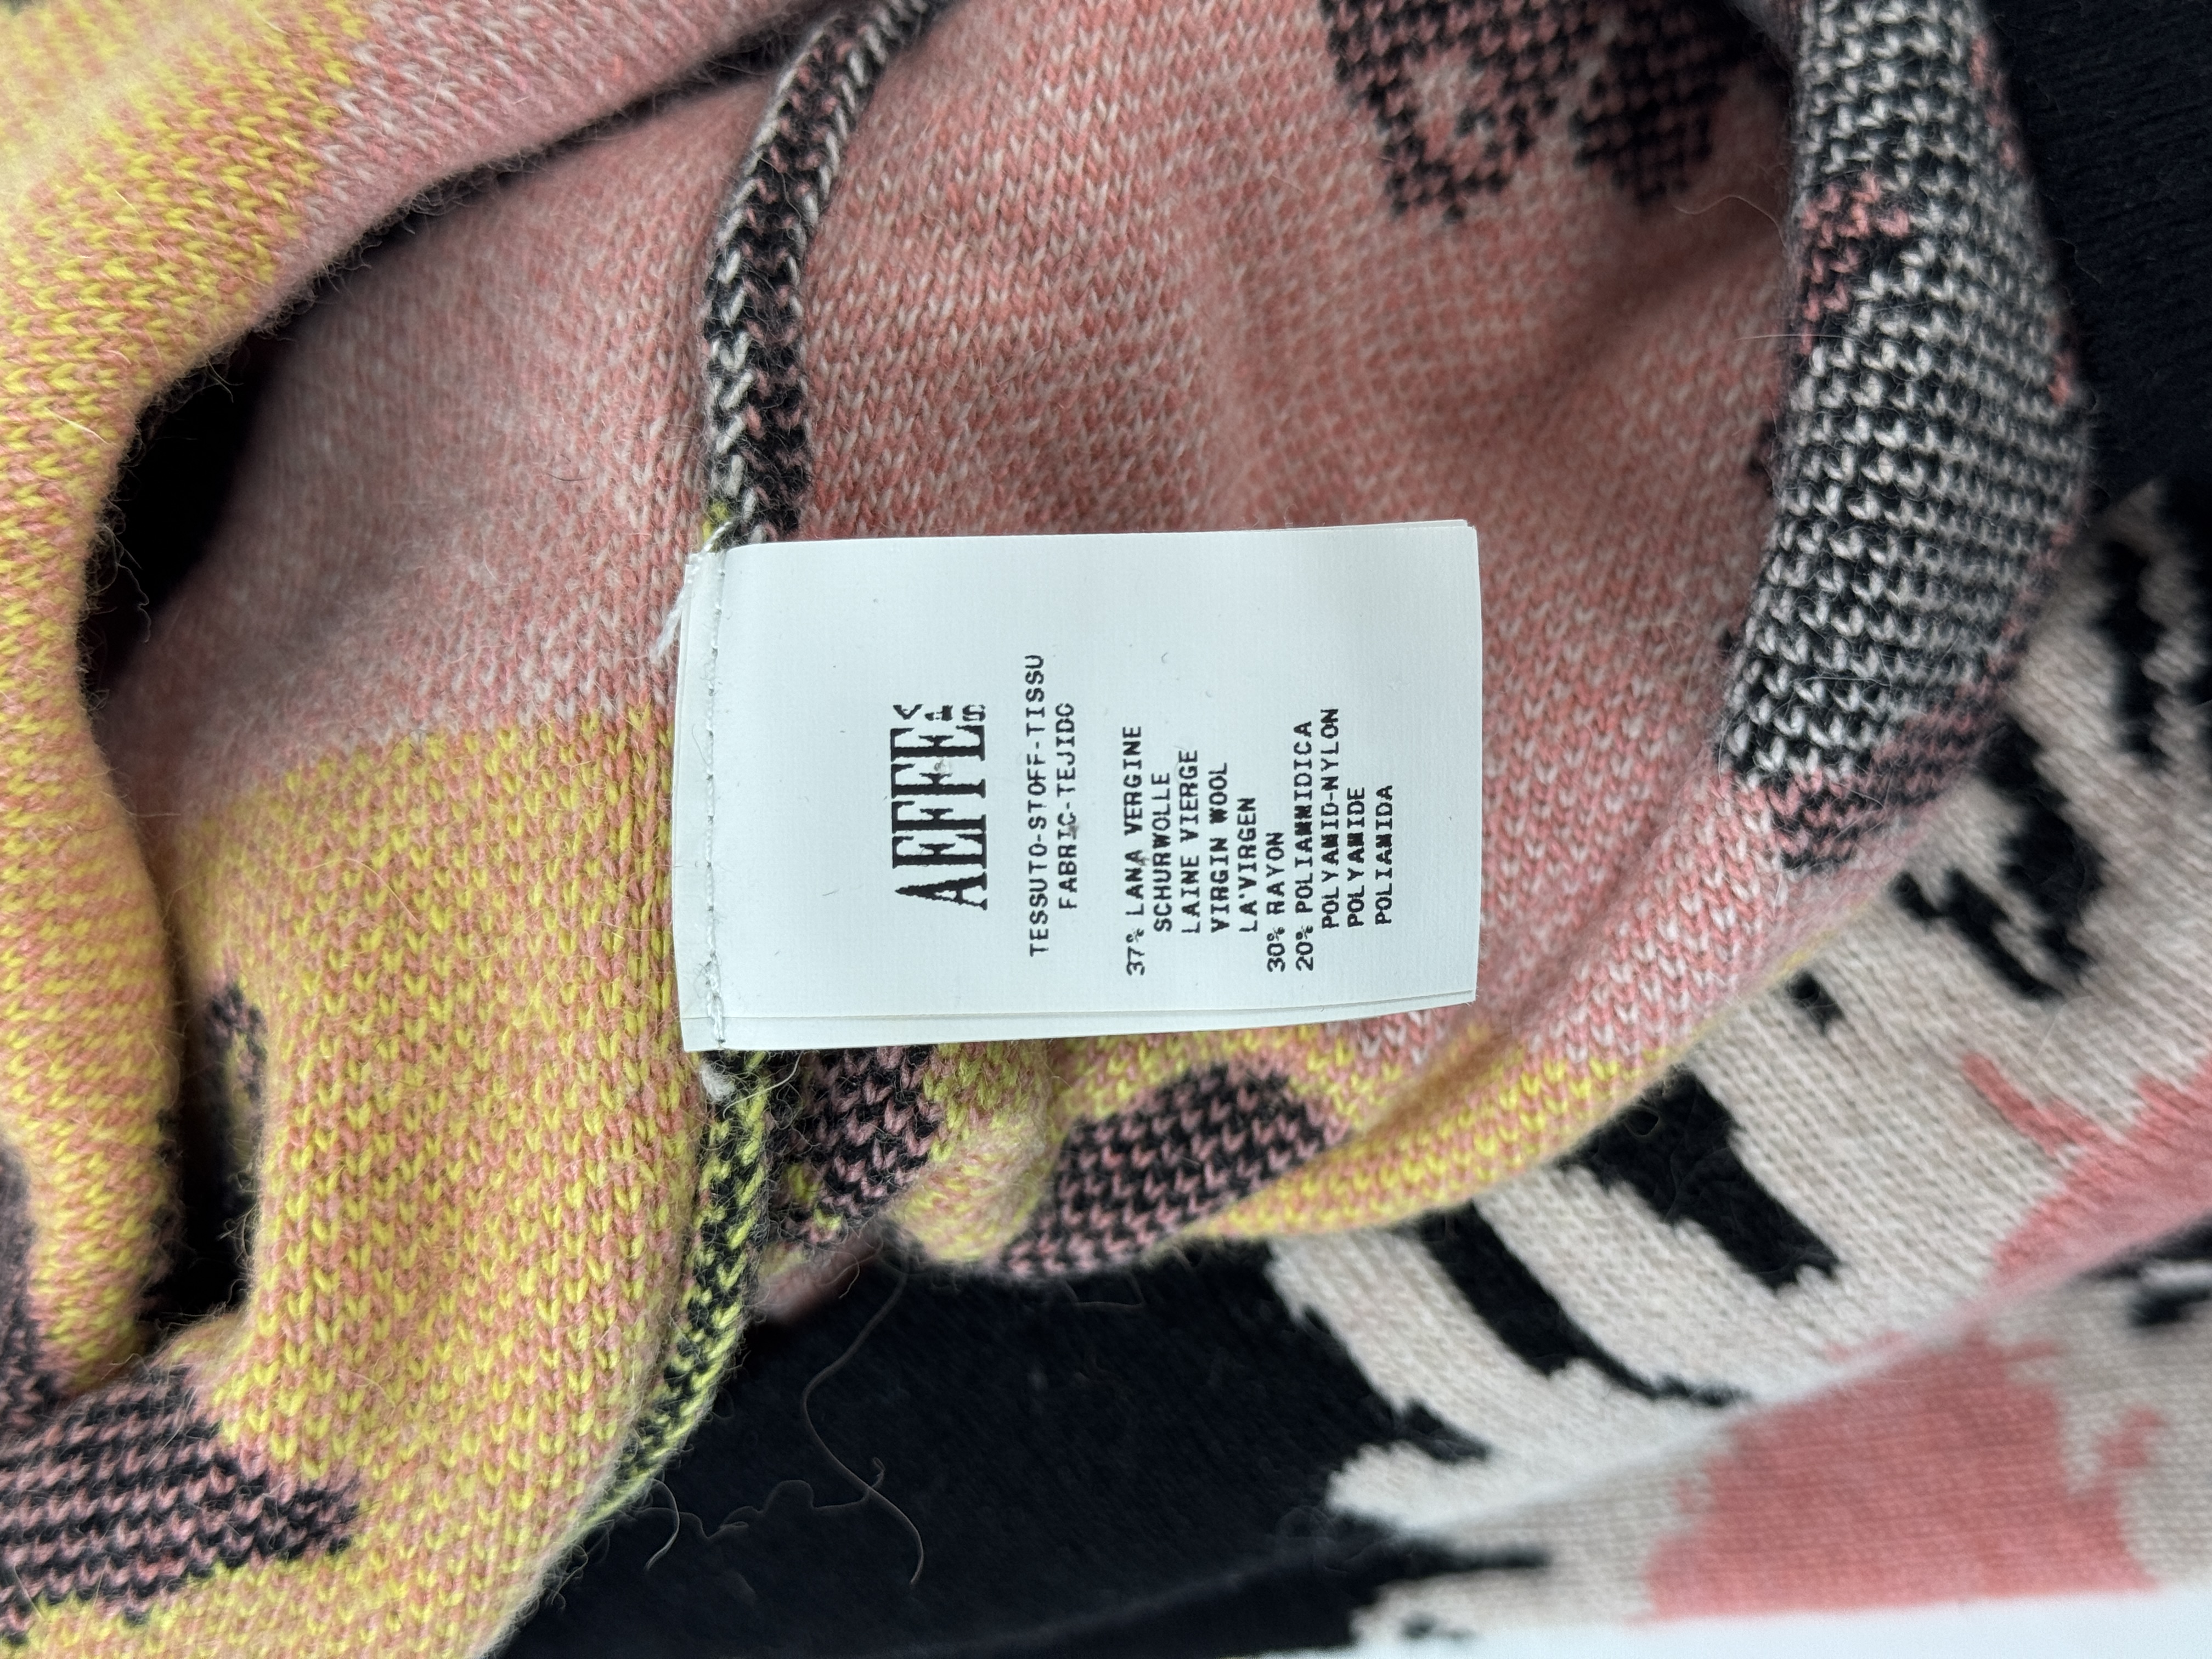 AEFFE
SPA
TESSUTO-STOFF-TISSU
FABRIC-TEJIDO
37% LANA VERGINE
SCHURWOLLE
LAINE VIERGE
VIRGIN WOOL
LA'VIRGEN
30% RAYON
20% POLIAMMIDICA
POLYAMID-NYLON
POLYAMIDE
POLIAMIDA